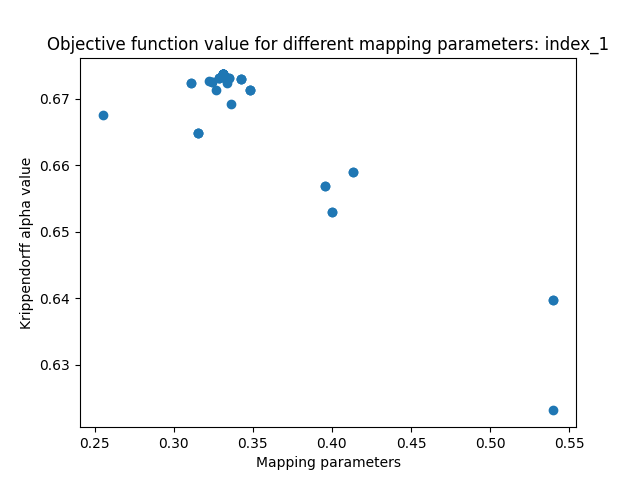 Objective function value for different mapping parameters: index_1
Krippendorff alpha value
0.67
0.66
0.65
0.64
0.63
0.25 0.30 0.35 0.40 0.45 0.50 0.55
Mapping parameters